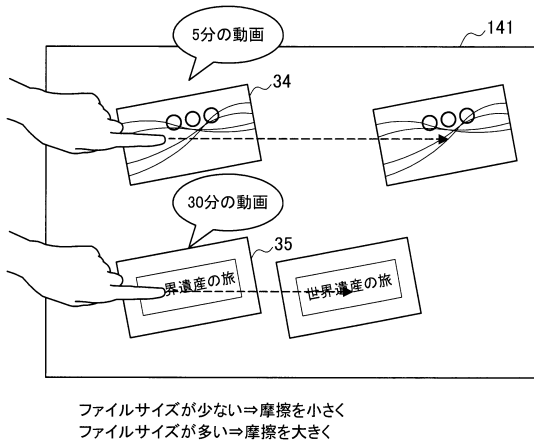 5分の動画
141
34
30分の動画
35
界遺産の旅
世界遺産の旅
ファイルサイズが少ない⇒摩擦を小さく
ファイルサイズが多い⇒摩擦を大きく